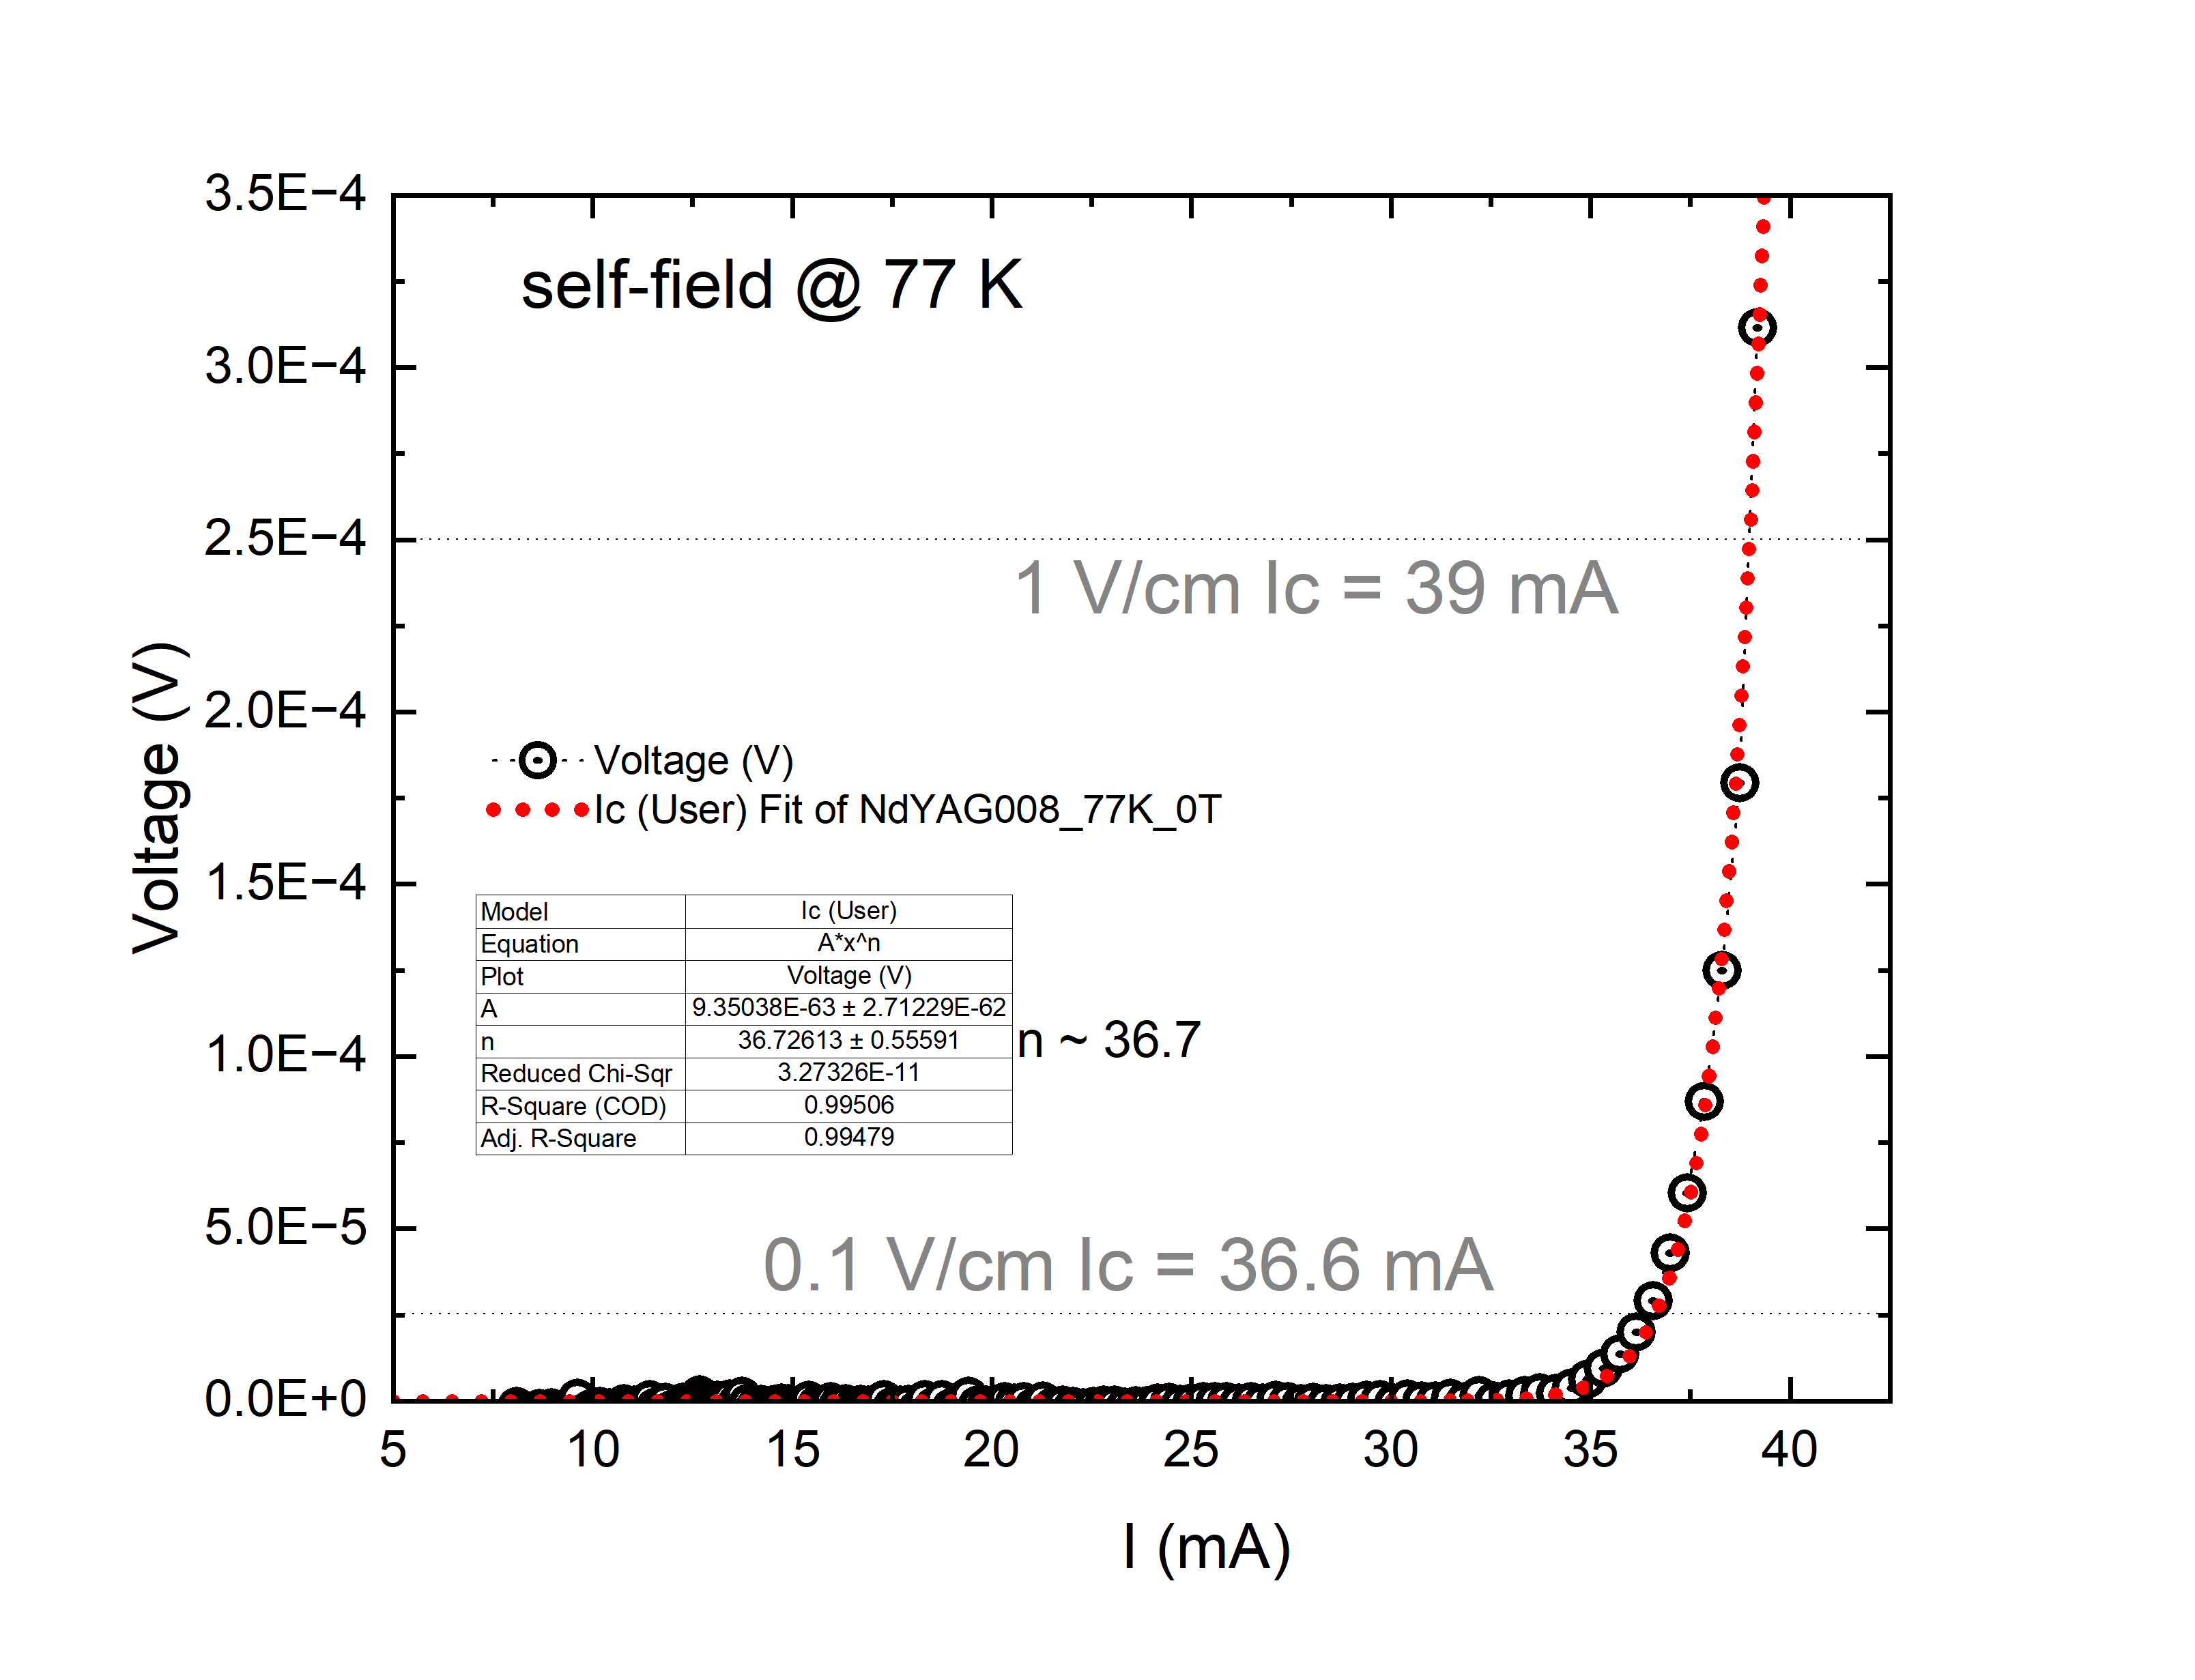 3.5E−4
3.0E−4
2.5E−4
2.0E−4
1.5E−4
1.0E−4
5.0E−5
0.0E+0
Voltage (V)
self-field @ 77 K
1 V/cm Ic = 39 mA
Voltage (V)
Ic (User) Fit of NdYAG008_77K_0T
Model Ic (User)
Equation A*x^n
Plot Voltage (V)
A 9.35038E-63 ± 2.71229E-62
n 36.72613 ± 0.55591
Reduced Chi-Sqr 3.27326E-11
R-Square (COD) 0.99506
Adj. R-Square 0.99479
n ~ 36.7
0.1 V/cm Ic = 36.6 mA
5 10 15 20 25 30 35 40
I (mA)